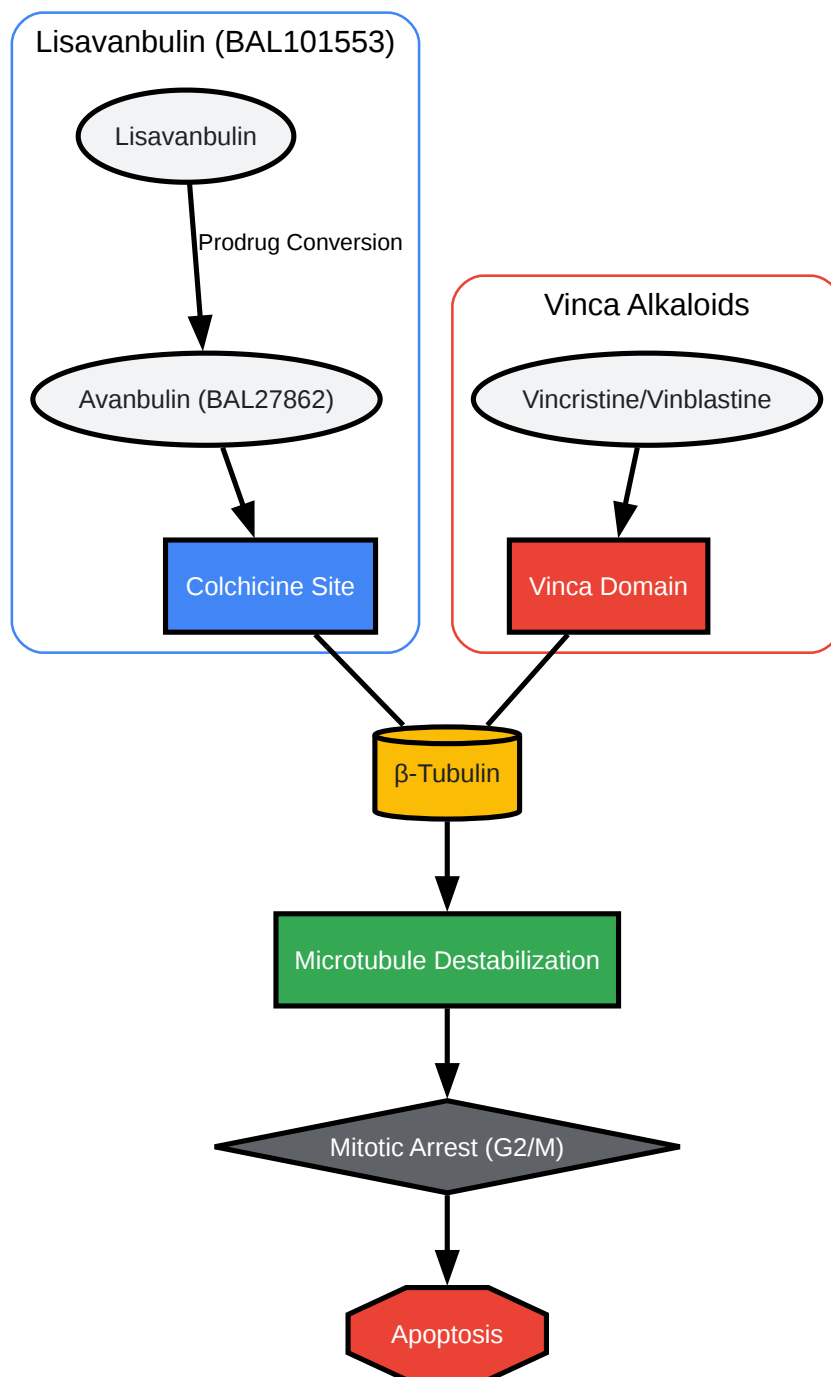 Lisavanbulin (BAL101553)
Lisavanbulin
Prodrug Conversion
Avanbulin (BAL27862)
Colchicine Site
Vinca Alkaloids
Vincristine/Vinblastine
Vinca Domain
β-Tubulin
Microtubule Destabilization
Mitotic Arrest (G2/M)
Apoptosis